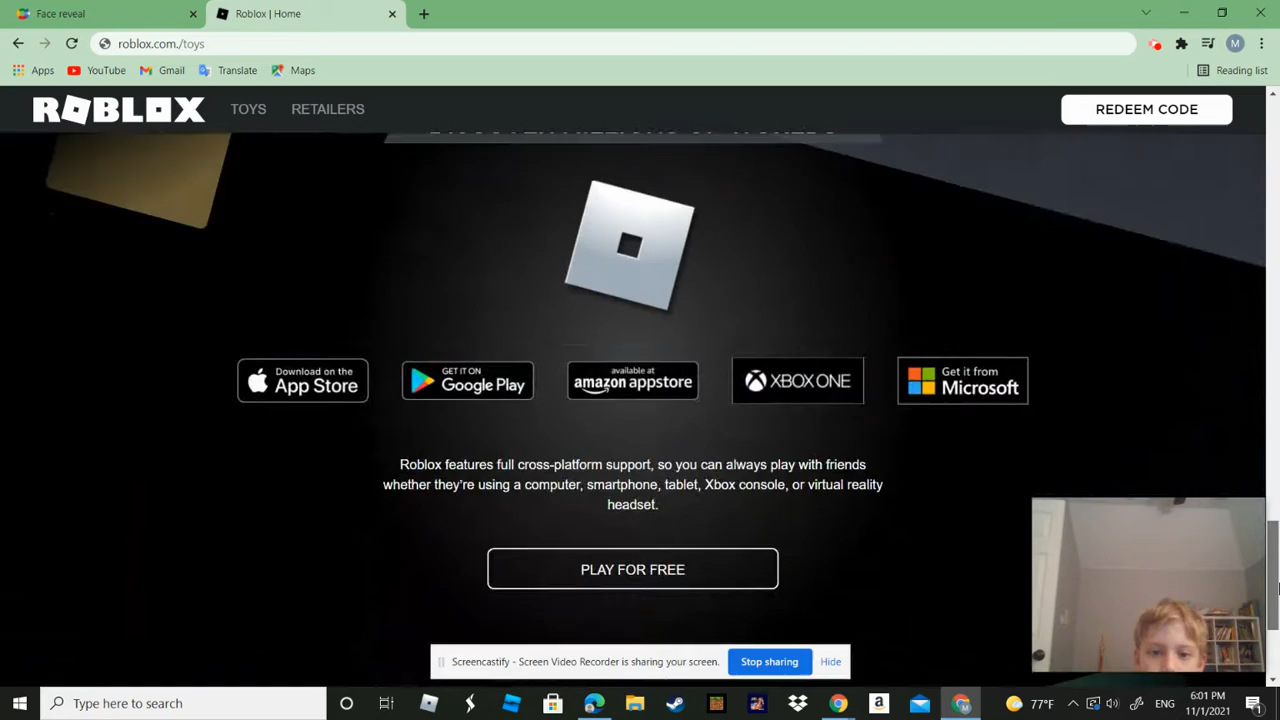 Face reveal
Roblox | Home
roblox.com./toys
M
Apps
YouTube
Gmail
Translate
Maps
Reading list
ROBLOX
TOYS
RETAILERS
REDEEM CODE
Download on the
App Store
GET IT ON
Google Play
available at
amazon appstore
XBOX ONE
Get it from
Microsoft
Roblox features full cross-platform support, so you can always play with friends
whether they're using a computer, smartphone, tablet, Xbox console, or virtual reality
headset.
PLAY FOR FREE
Screencastify - Screen Video Recorder is sharing your screen.
Stop sharing
Hide
Type here to search
77°F
ENG
6:01 PM
11/1/2021
1